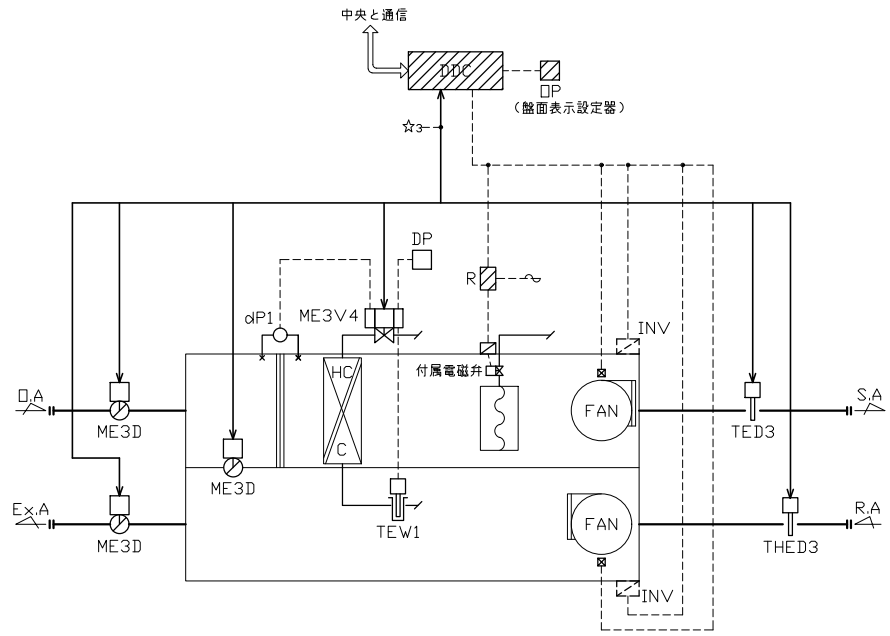 中央と通信
DDC
OP
(盤面表示設定器)
☆3
DP
R
dP1
ME3V4
INV
付属電磁弁
HC
C
FAN
O.A
ME3D
ME3D
TED3
S.A
Ex.A
ME3D
TEW1
FAN
THED3
R.A
INV